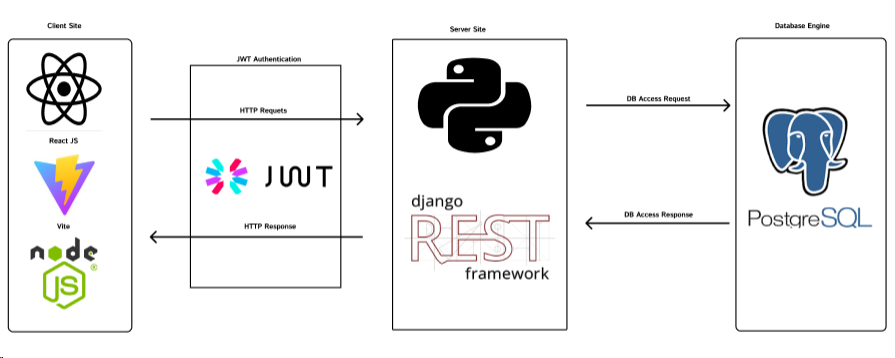 Client Site
React JS
Vite
node
JS
®
JWT Authentication
HTTP Requets
JWT
HTTP Response
Server Site
django
REST
framework
DB Access Request
DB Access Response
Database Engine
PostgreSQL